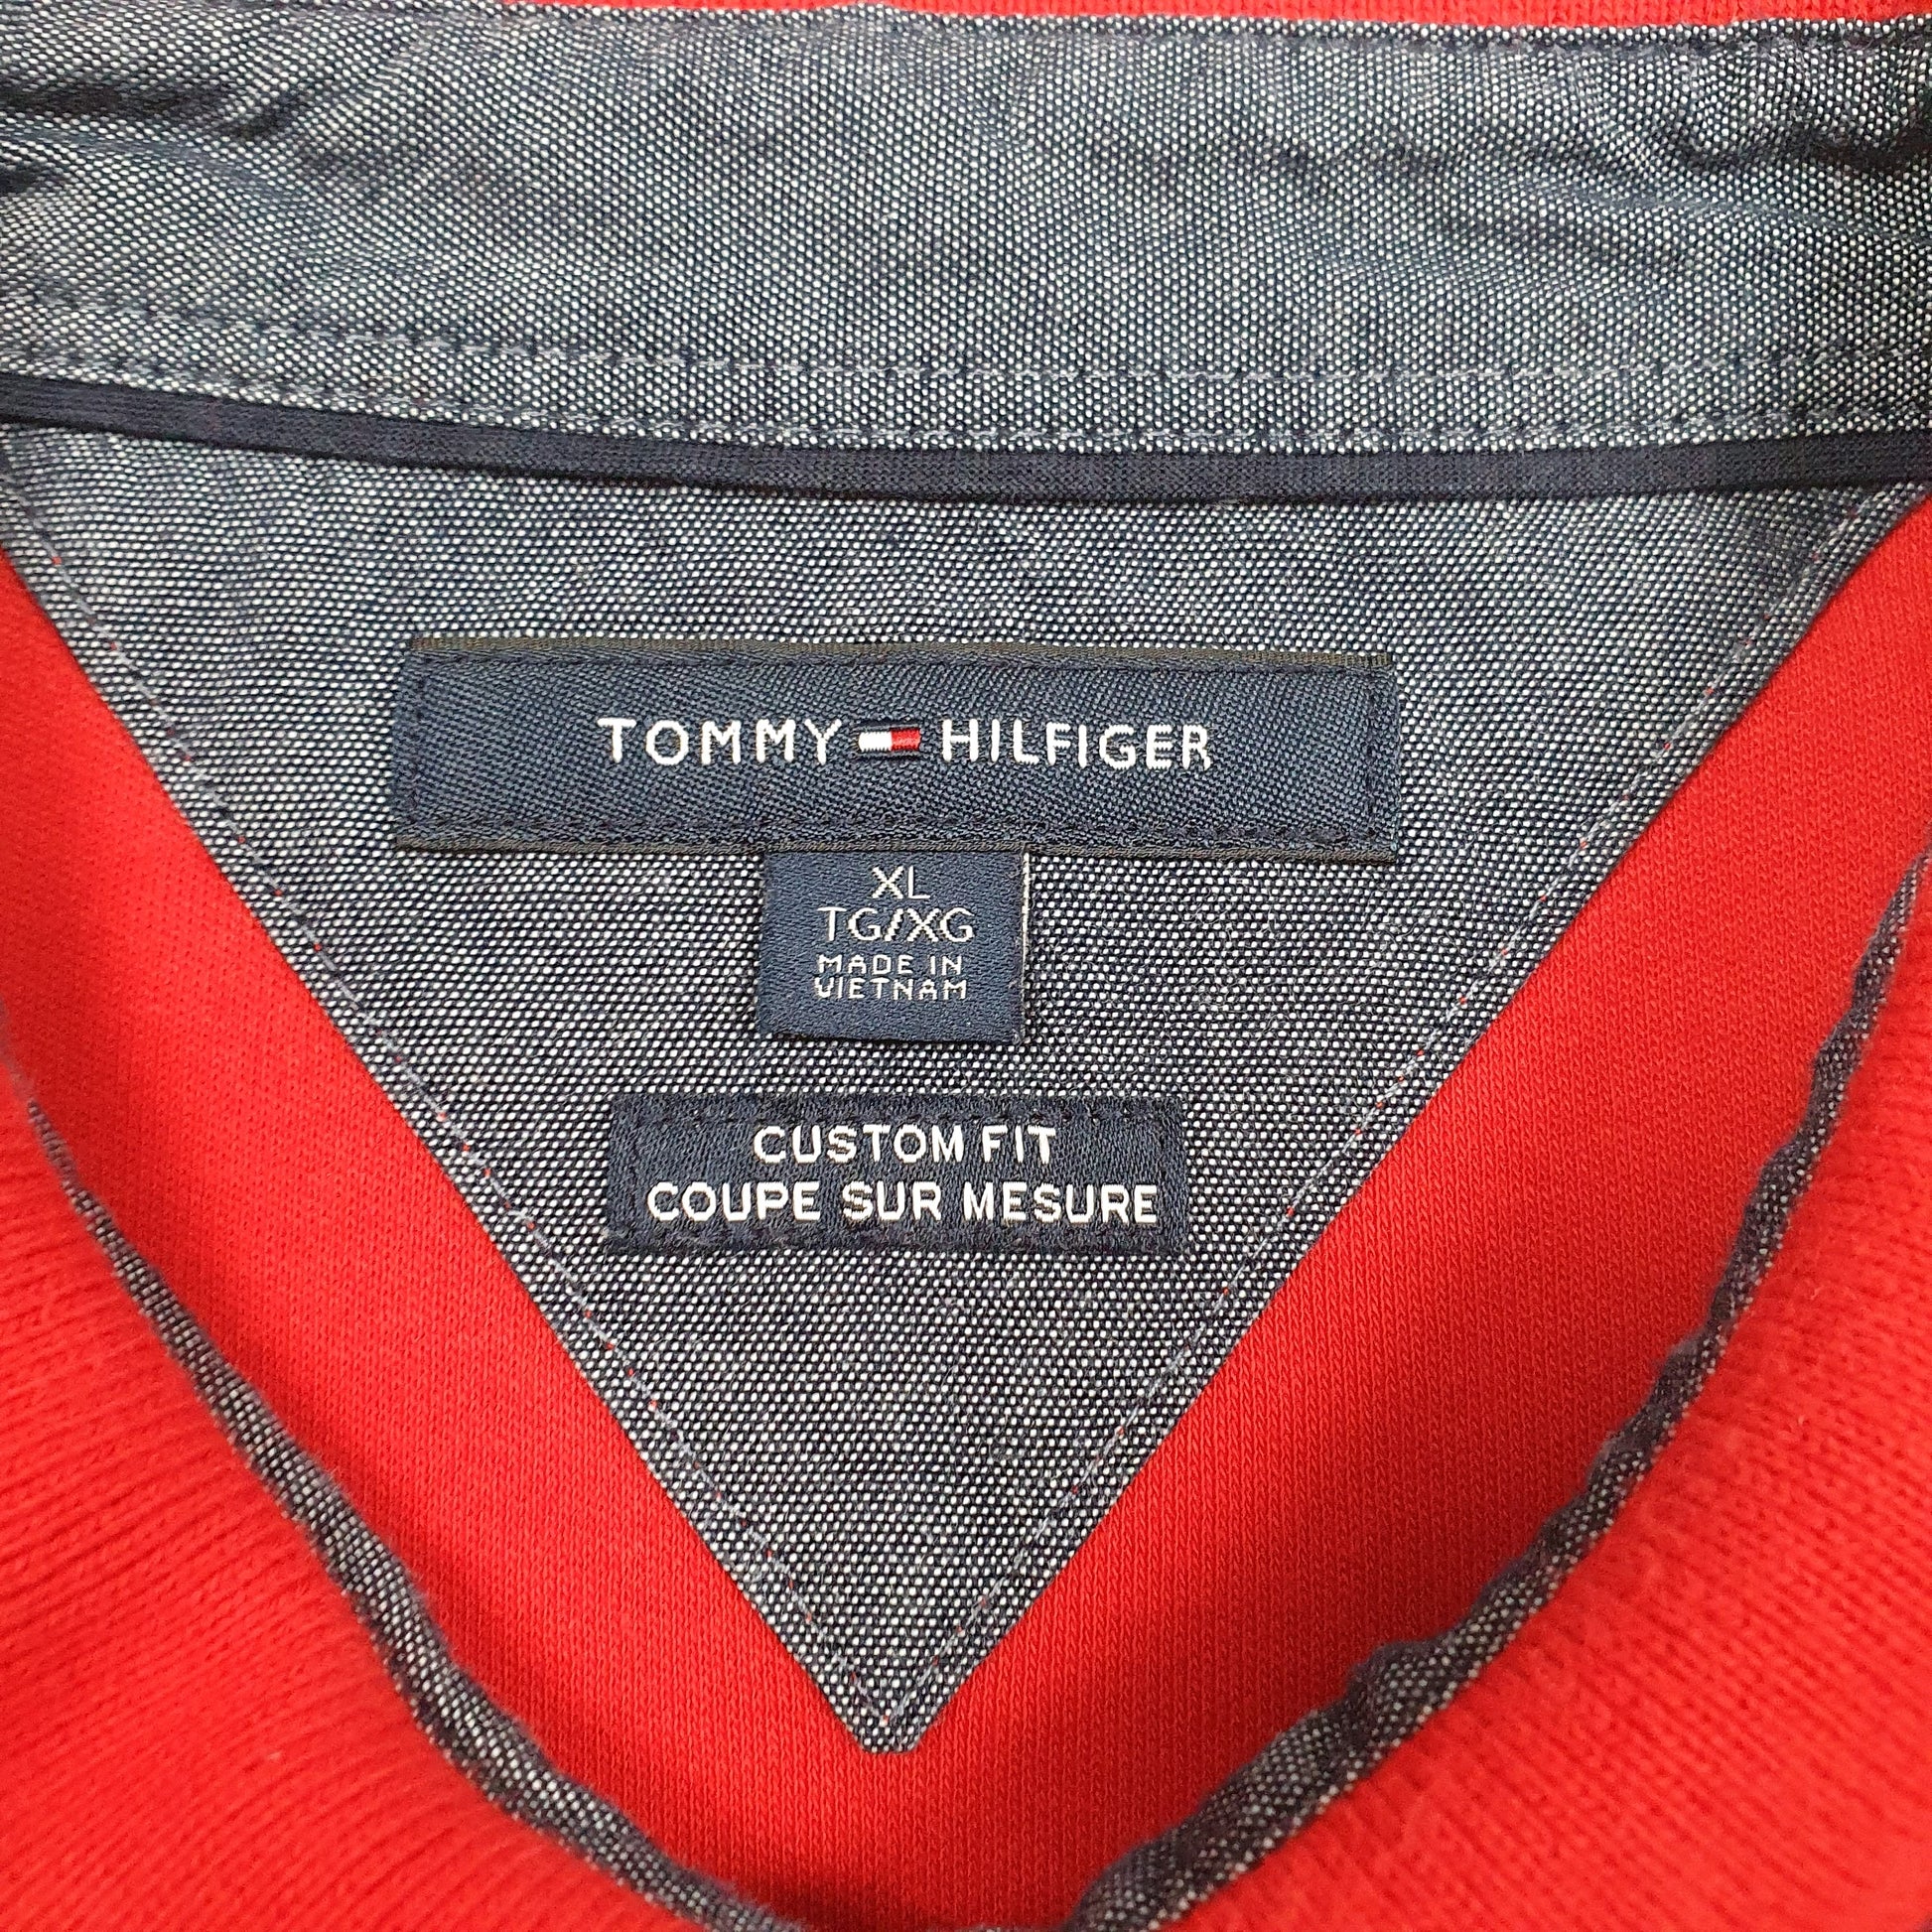 TOMMY HILFIGER
XL
TG/XG
MADE IN
VIETNAM
CUSTOM FIT
COUPE SUR MESURE